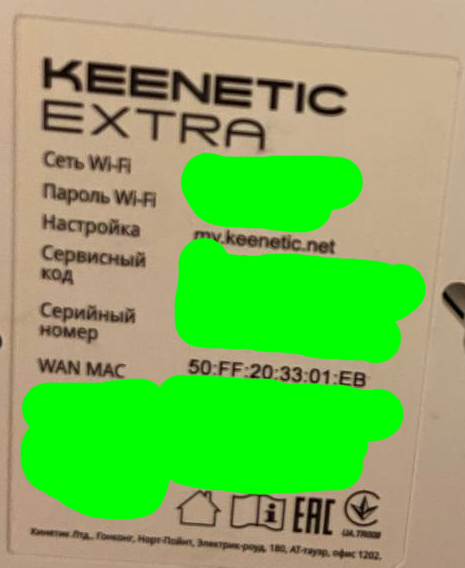 KEENETIC
EXTRA
Сеть Wi-Fi
Пароль Wi-Fi
Настройка my.keenetic.net
Сервисный
код
Серийный
номер
WAN MAC 50:FF:20:33:01:EB
EAC
UA.TR008
Кинетик Лтд., Гонконг, Норт-Пойнт, Электрик-роуд, 180, АТ-тауэр, офис 1202.